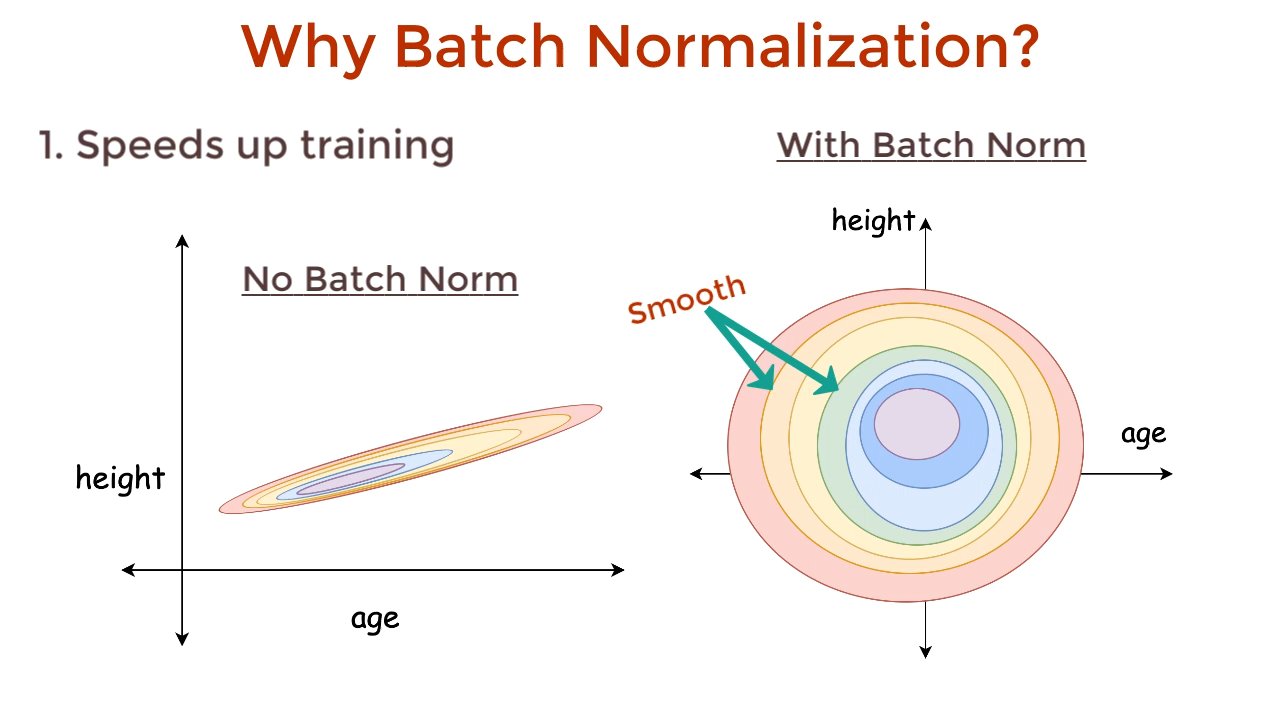 Why Batch Normalization?
1. Speeds up training
With Batch Norm
height
No Batch Norm
Smooth
age
height
age